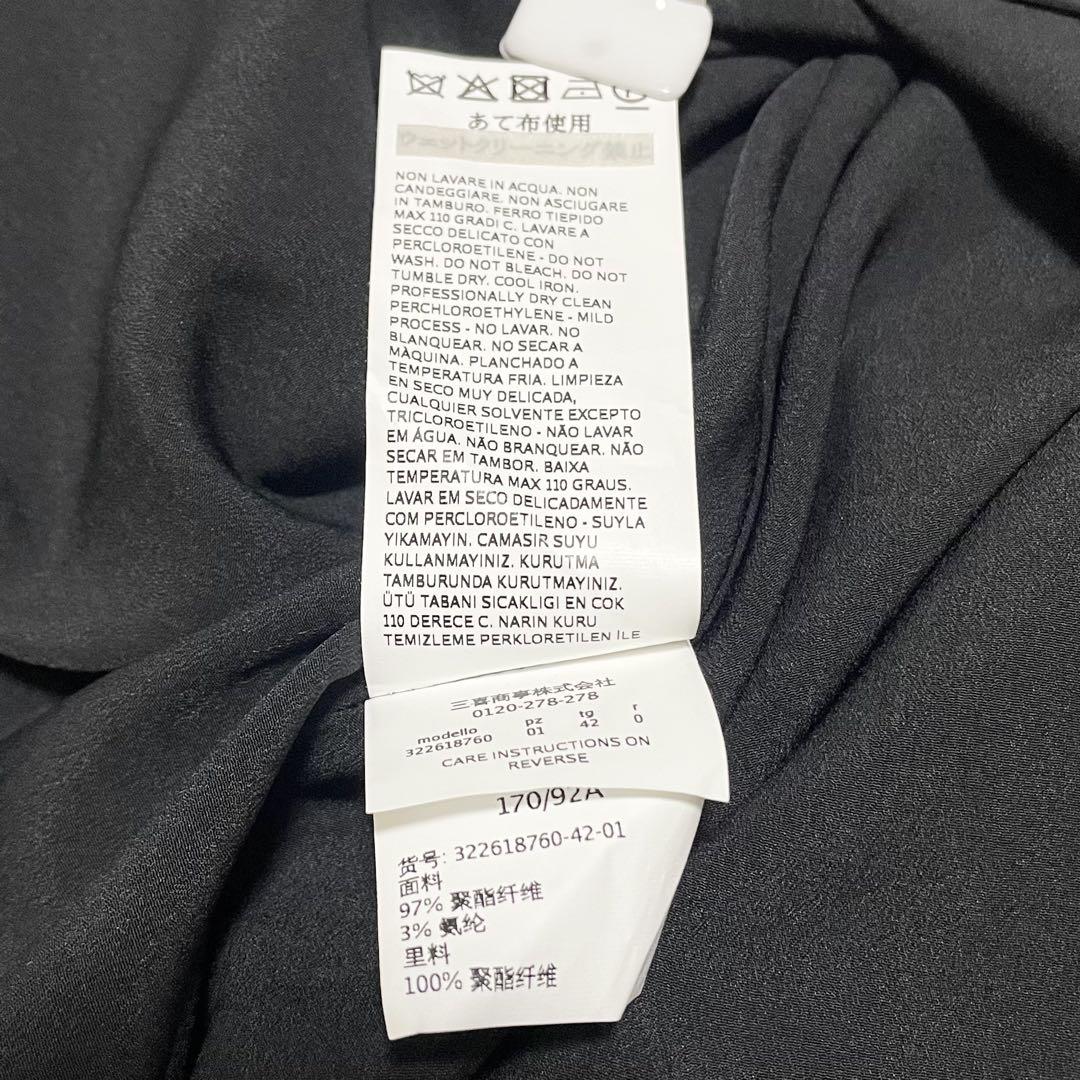 あて布使用
ウェットクリーニング禁止
NON LAVARE IN ACQUA. NON
CANDEGGIARE. NON ASCIUGARE
IN TAMBURO. FERRO TIEPIDO
MAX 110 GRADI C. LAVARE A
SECCO DELICATO CON
PERCLOROETILENE - DO NOT
WASH. DO NOT BLEACH. DO NOT
TUMBLE DRY. COOL IRON.
PROFESSIONALLY DRY CLEAN
PERCHLOROETHYLENE - MILD
PROCESS - NO LAVAR. NO
BLANQUEAR. NO SECAR A
MÀQUINA. PLANCHADO A
TEMPERATURA FRIA. LIMPIEZA
EN SECO MUY DELICADA,
CUALQUIER SOLVENTE EXCEPTO
TRICLOROETILENO - NÃO LAVAR
EM ÁGUA. NÃO BRANQUEAR. NÃO
SECAR EM TAMBOR. BAIXA
TEMPERATURA MAX 110 GRAUS.
LAVAR EM SECO DELICADAMENTE
COM PERCLOROETILENO - SUYLA
YIKAMAYIN. CAMASIR SUYU
KULLANMAYINIZ. KURUTMA
TAMBURUNDA KURUTMAYINIZ.
ÜTÜ TABANI SICAKLIGI EN COK
110 DERECE C. NARIN KURU
TEMIZLEME PERKLORETILEN İLE
三喜商事株式会社
0120-278-278
modello pz tg r
322618760 01 42 0
CARE INSTRUCTIONS ON
REVERSE
170/92A
货号: 322618760-42-01
面料
97% 聚酯纤维
3% 氨纶
里料
100% 聚酯纤维